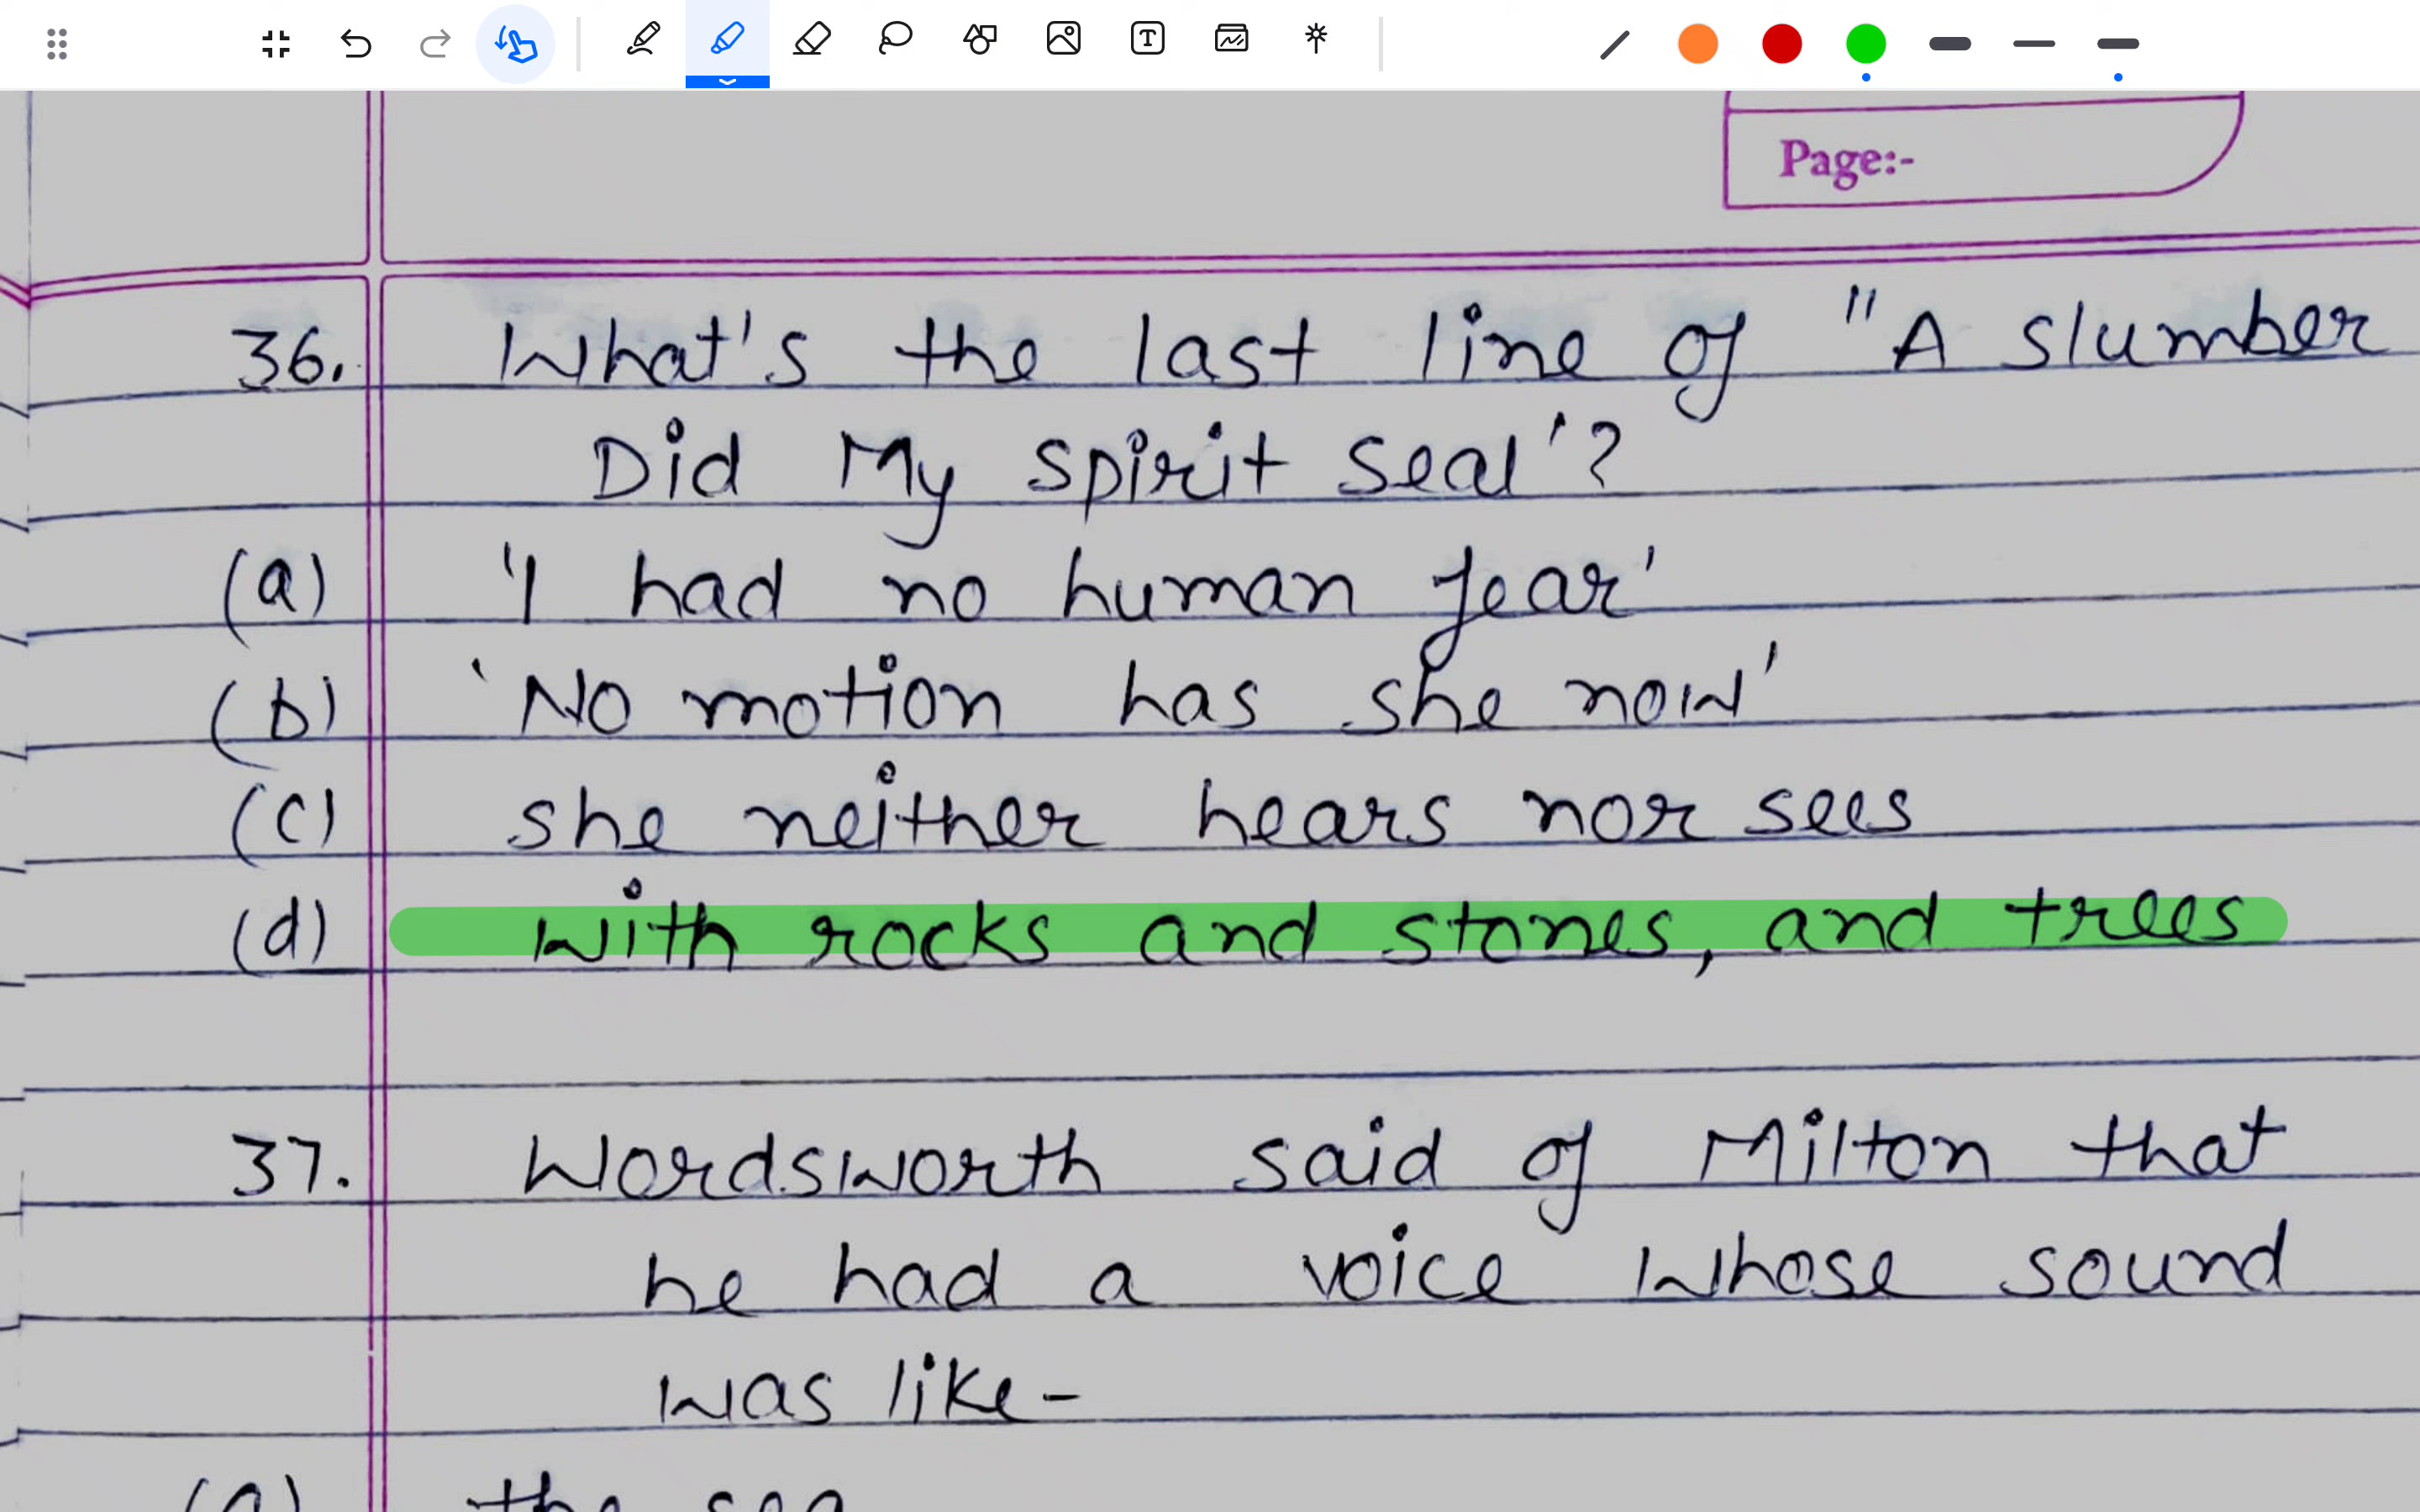 Page:-
36. What's the last line of "A slumber
Did My spirit seal'?
(a) 'I had no human fear'
(b) 'No motion has she now'
(c) she neither hears nor sees
(d) with rocks and stones, and trees
37. Wordsworth said of Milton that
he had a voice whose sound
was like-
(a) the sea